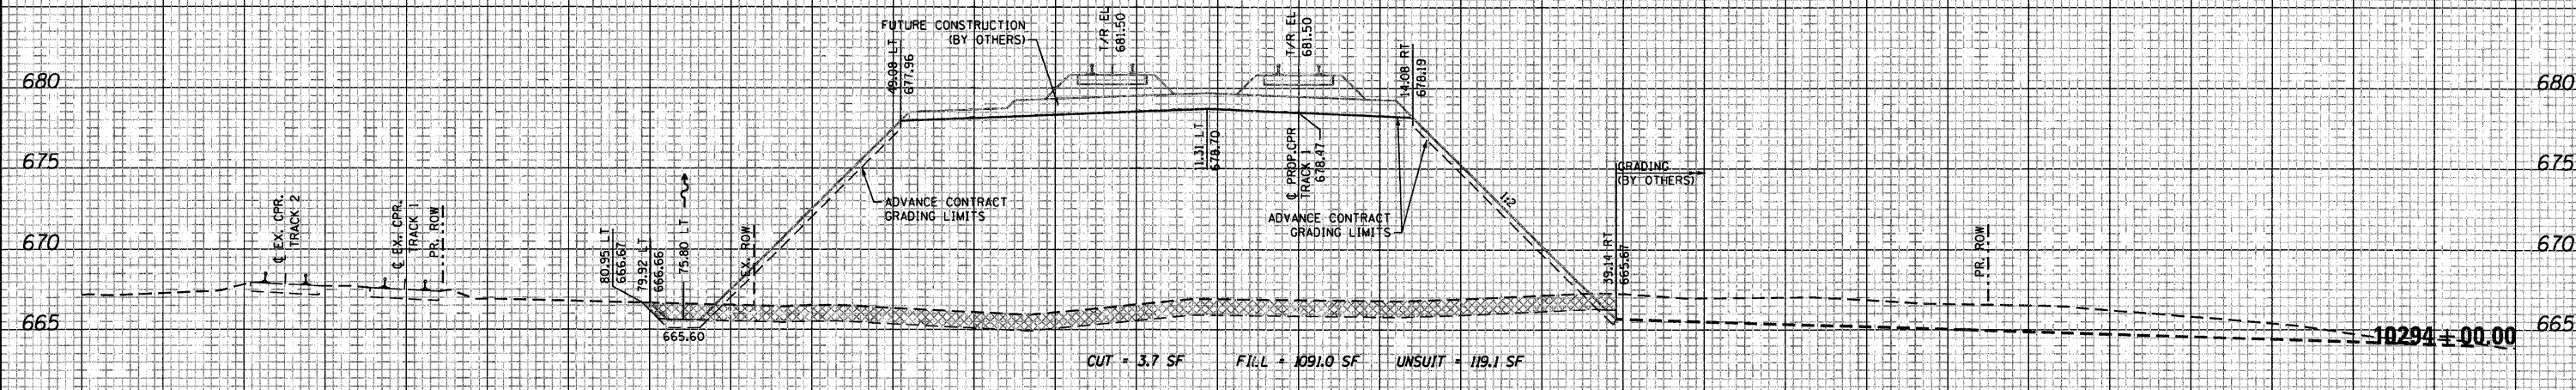 FUTURE CONSTRUCTION
(BY OTHERS)
T/R EL
681.50
T/R EL
681.50
49.08 LT
677.96
14.08 RT
678.19
680
680
11.31 LT
678.70
℄ PROP.CPR
TRACK 1
678.47
675
675
GRADING
(BY OTHERS)
ADVANCE CONTRACT
GRADING LIMITS
1:2
ADVANCE CONTRACT
GRADING LIMITS
℄ EX. CPR.
TRACK 2
℄ EX. CPR.
TRACK 1
PR. ROW
80.95 LT
666.67
79.92 LT
666.66
75.80 LT
EX. ROW
39.14 RT
665.67
PR. ROW
670
670
665
665
665.60
10294+00.00
CUT = 3.7 SF FILL = 1091.0 SF UNSUIT = 119.1 SF